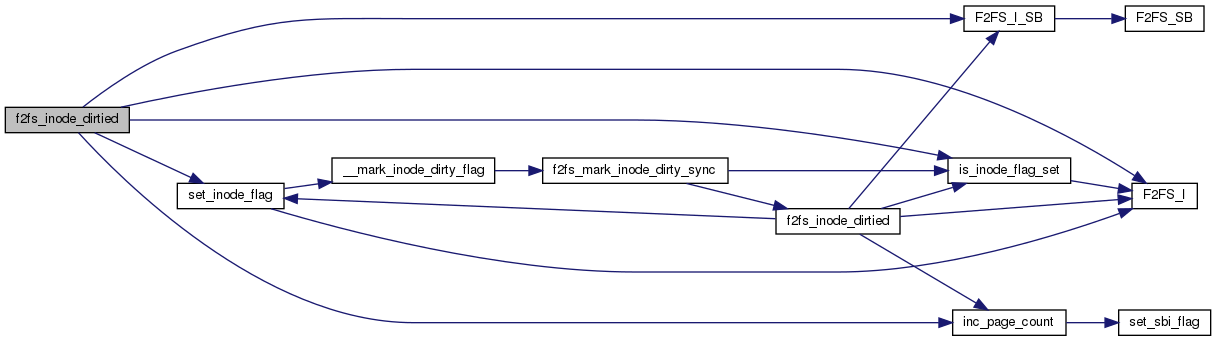 F2FS_I_SB
F2FS_SB
f2fs_inode_dirtied
__mark_inode_dirty_flag
f2fs_mark_inode_dirty_sync
is_inode_flag_set
set_inode_flag
F2FS_I
f2fs_inode_dirtied
inc_page_count
set_sbi_flag